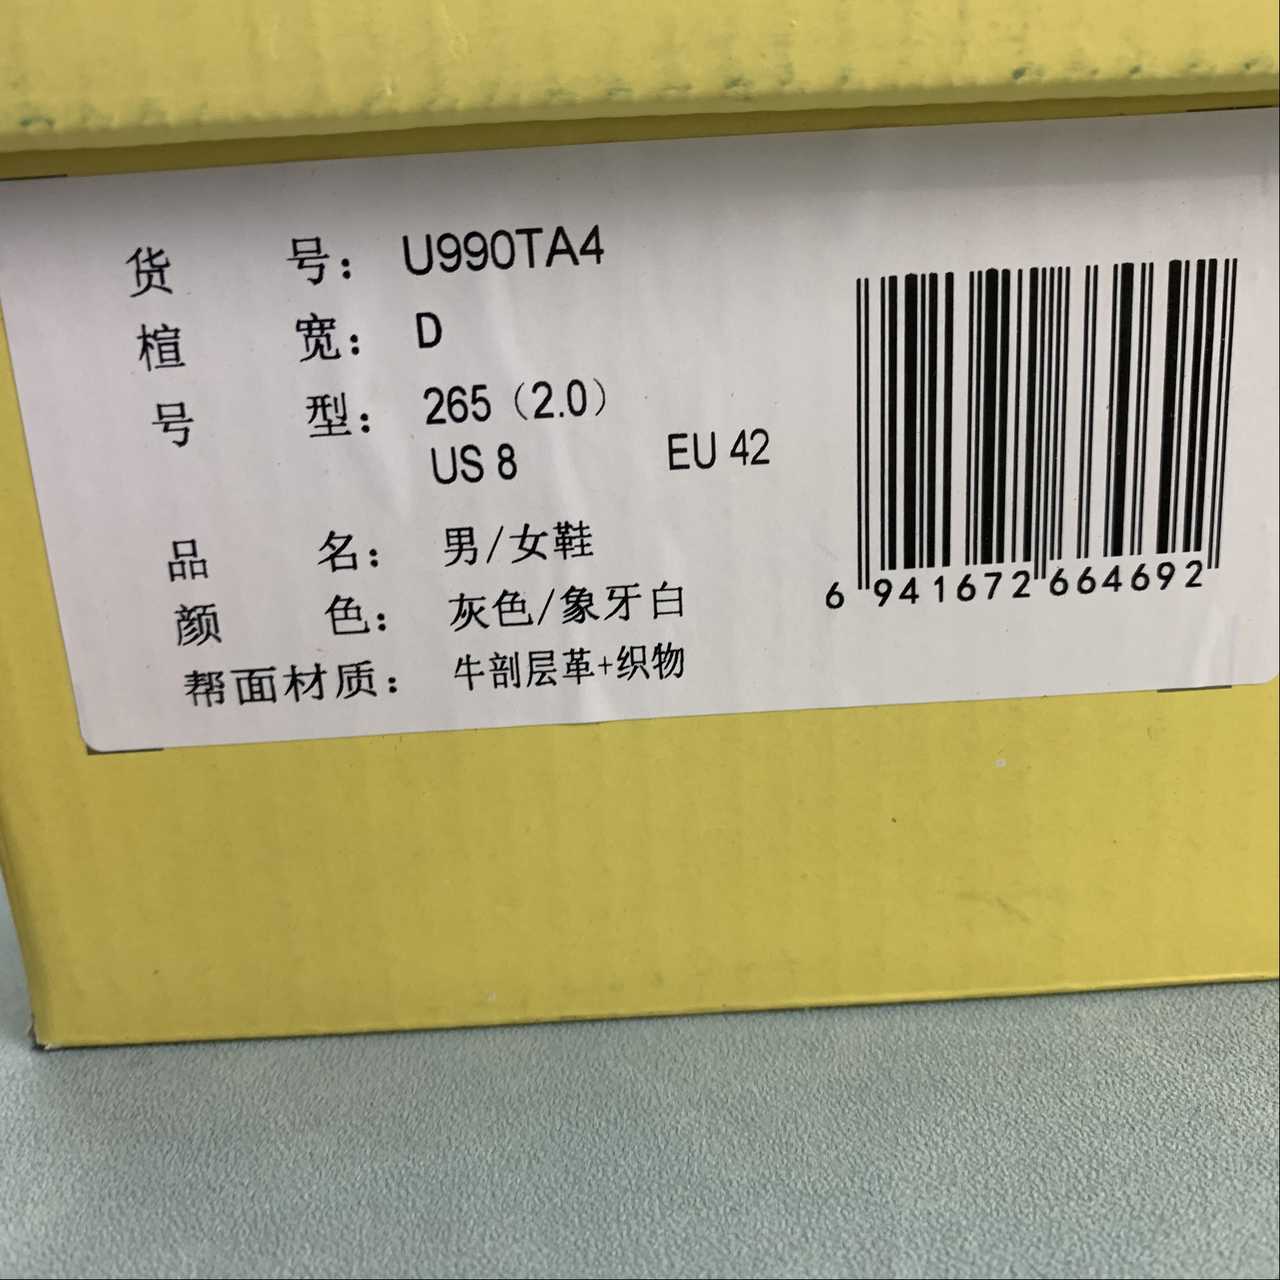 货号：U990TA4
楦宽：D
号型：265（2.0）
US 8 EU 42
品名：男/女鞋
颜色：灰色/象牙白
帮面材质：牛剖层革+织物
6 941672 664692